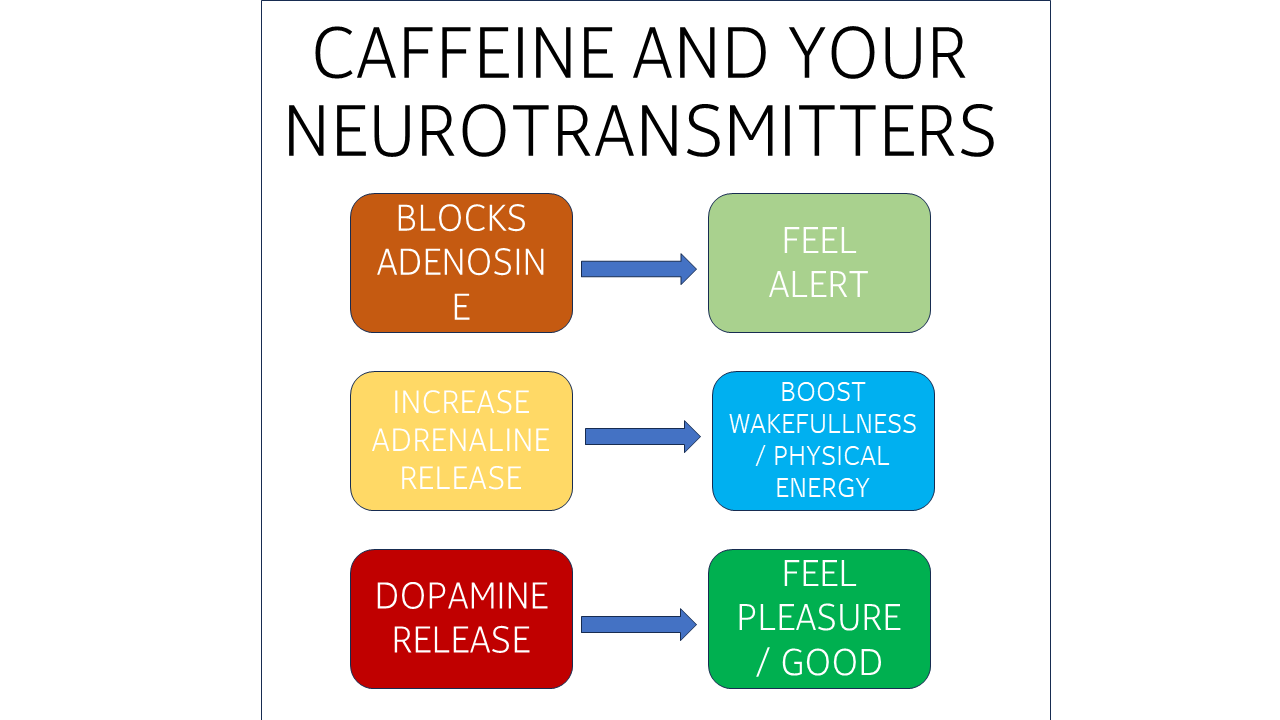 CAFFEINE AND YOUR
NEUROTRANSMITTERS
BLOCKS
ADENOSIN
E
FEEL
ALERT
INCREASE
ADRENALINE
RELEASE
BOOST
WAKEFULLNESS
/ PHYSICAL
ENERGY
DOPAMINE
RELEASE
FEEL
PLEASURE
/ GOOD